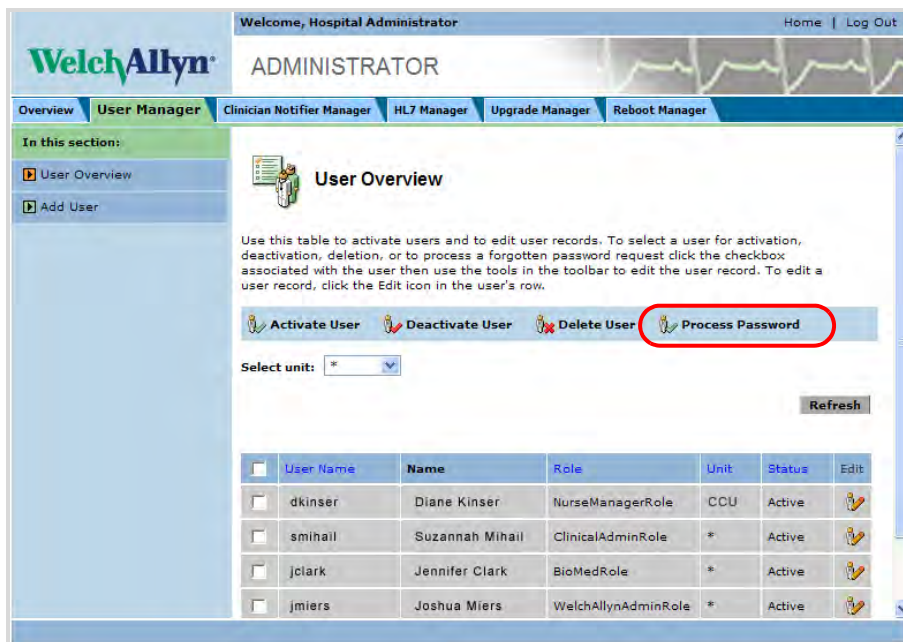 Welcome, Hospital Administrator
Home | Log Out
WelchAllyn®
ADMINISTRATOR
Overview User Manager Clinician Notifier Manager HL7 Manager Upgrade Manager Reboot Manager
In this section:
User Overview
Add User
User Overview
Use this table to activate users and to edit user records. To select a user for activation,
deactivation, deletion, or to process a forgotten password request click the checkbox
associated with the user then use the tools in the toolbar to edit the user record. To edit a
user record, click the Edit icon in the user's row.
Activate User Deactivate User Delete User Process Password
Select unit: *
Refresh
User Name Name Role Unit Status Edit
dkinser Diane Kinser NurseManagerRole CCU Active
smihail Suzannah Mihail ClinicalAdminRole * Active
jclark Jennifer Clark BioMedRole * Active
jmiers Joshua Miers WelchAllynAdminRole * Active